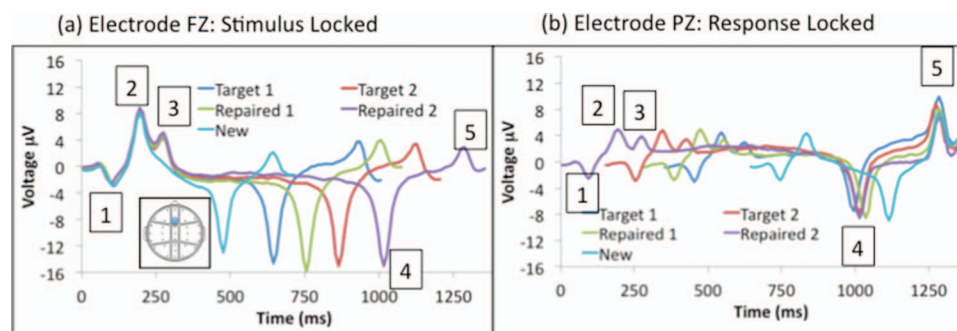 (a) Electrode FZ: Stimulus Locked
16
12
8
4
0
-4
-8
-12
-16
Voltage µV
2
3
1
5
4
Target 1
Target 2
Repaired 1
Repaired 2
New
0
250
500
750
1000
1250
Time (ms)
(b) Electrode PZ: Response Locked
16
12
8
4
0
-4
-8
-12
-16
Voltage µV
2
3
1
5
4
Target 1
Target 2
Repaired 1
Repaired 2
New
0
250
500
750
1000
1250
Time (ms)